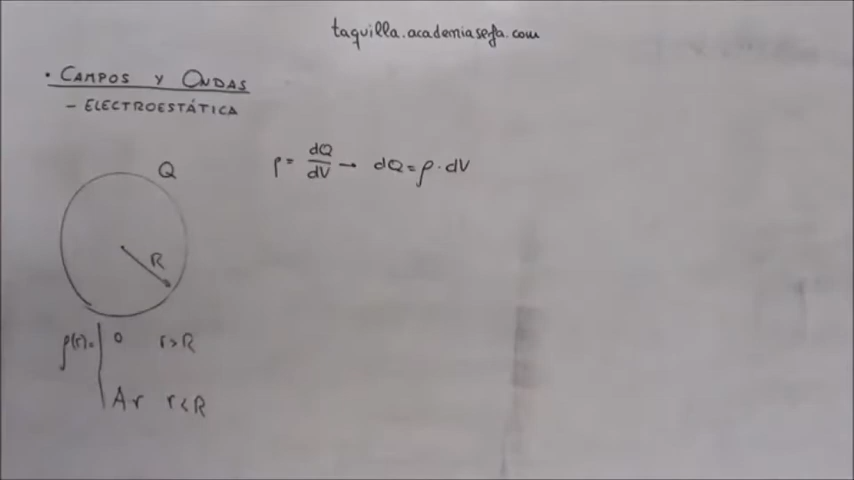 taquilla.academiasefa.com
• CAMPOS Y ONDAS
- ELECTROESTÁTICA
Q
ρ = dQ/dV → dQ = ρ · dV
R
ρ(r) = | 0 r > R
| Ar r < R